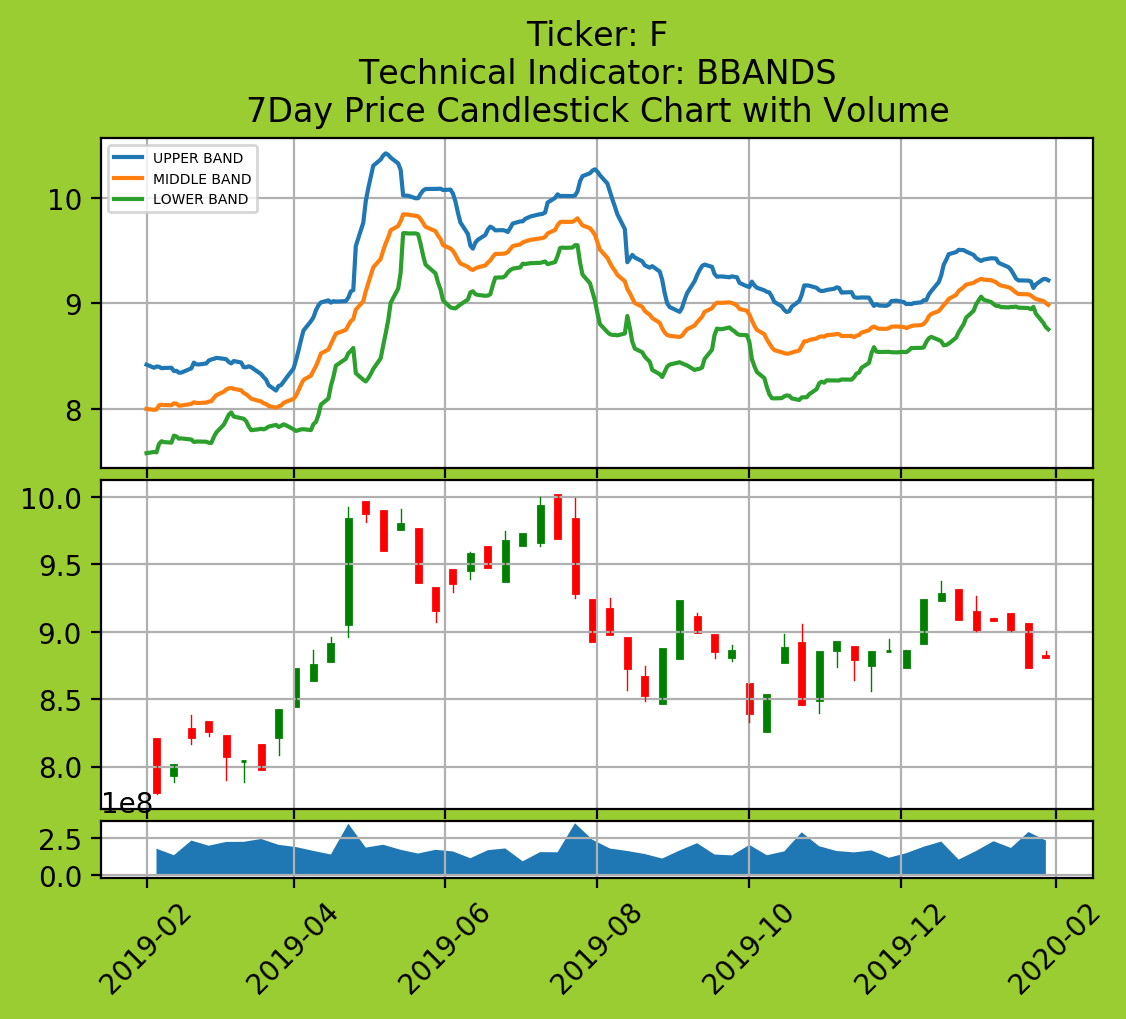 Ticker: F
Technical Indicator: BBANDS
7Day Price Candlestick Chart with Volume
UPPER BAND
MIDDLE BAND
LOWER BAND
10
9
8
10.0
9.5
9.0
8.5
8.0
1e8
2.5
0.0
2019-02
2019-04
2019-06
2019-08
2019-10
2019-12
2020-02